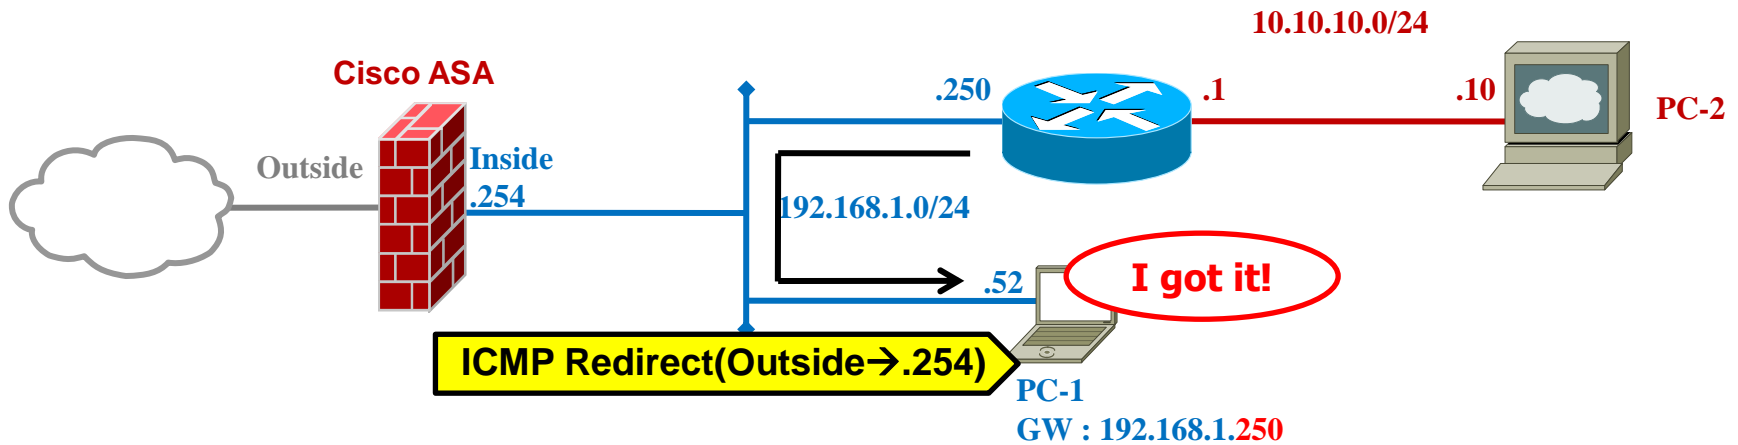 10.10.10.0/24
Cisco ASA
.250
.1
.10
PC-2
Outside
Inside
.254
192.168.1.0/24
.52
I got it!
ICMP Redirect(Outside→.254)
PC-1
GW : 192.168.1.250